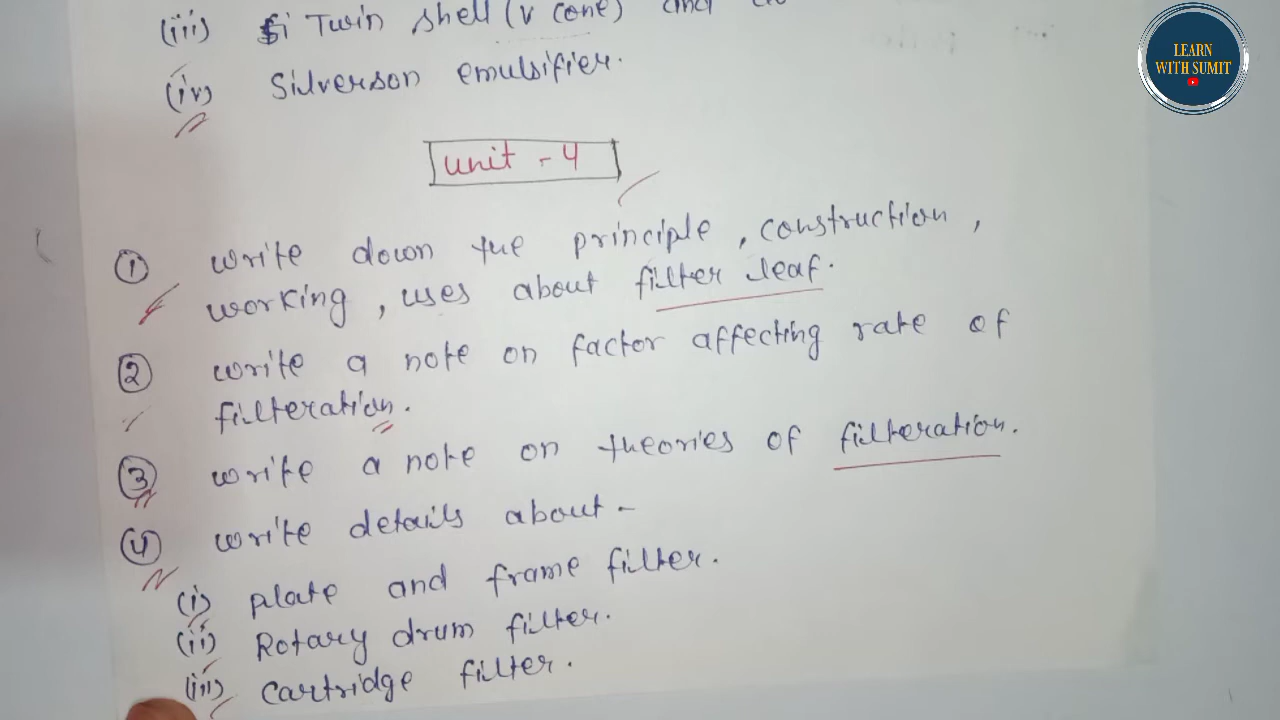 (iii) Twin shell (V cone) and
(iv) Silverson emulsifier.
LEARN
WITH SUMIT
Unit - 4
① write down the principle, construction,
working, uses about filter leaf.
② write a note on factor affecting rate of
filteration.
③ write a note on theories of filteration.
④ write details about -
(i) plate and frame filter.
(ii) Rotary drum filter.
(iii) Cartridge filter.